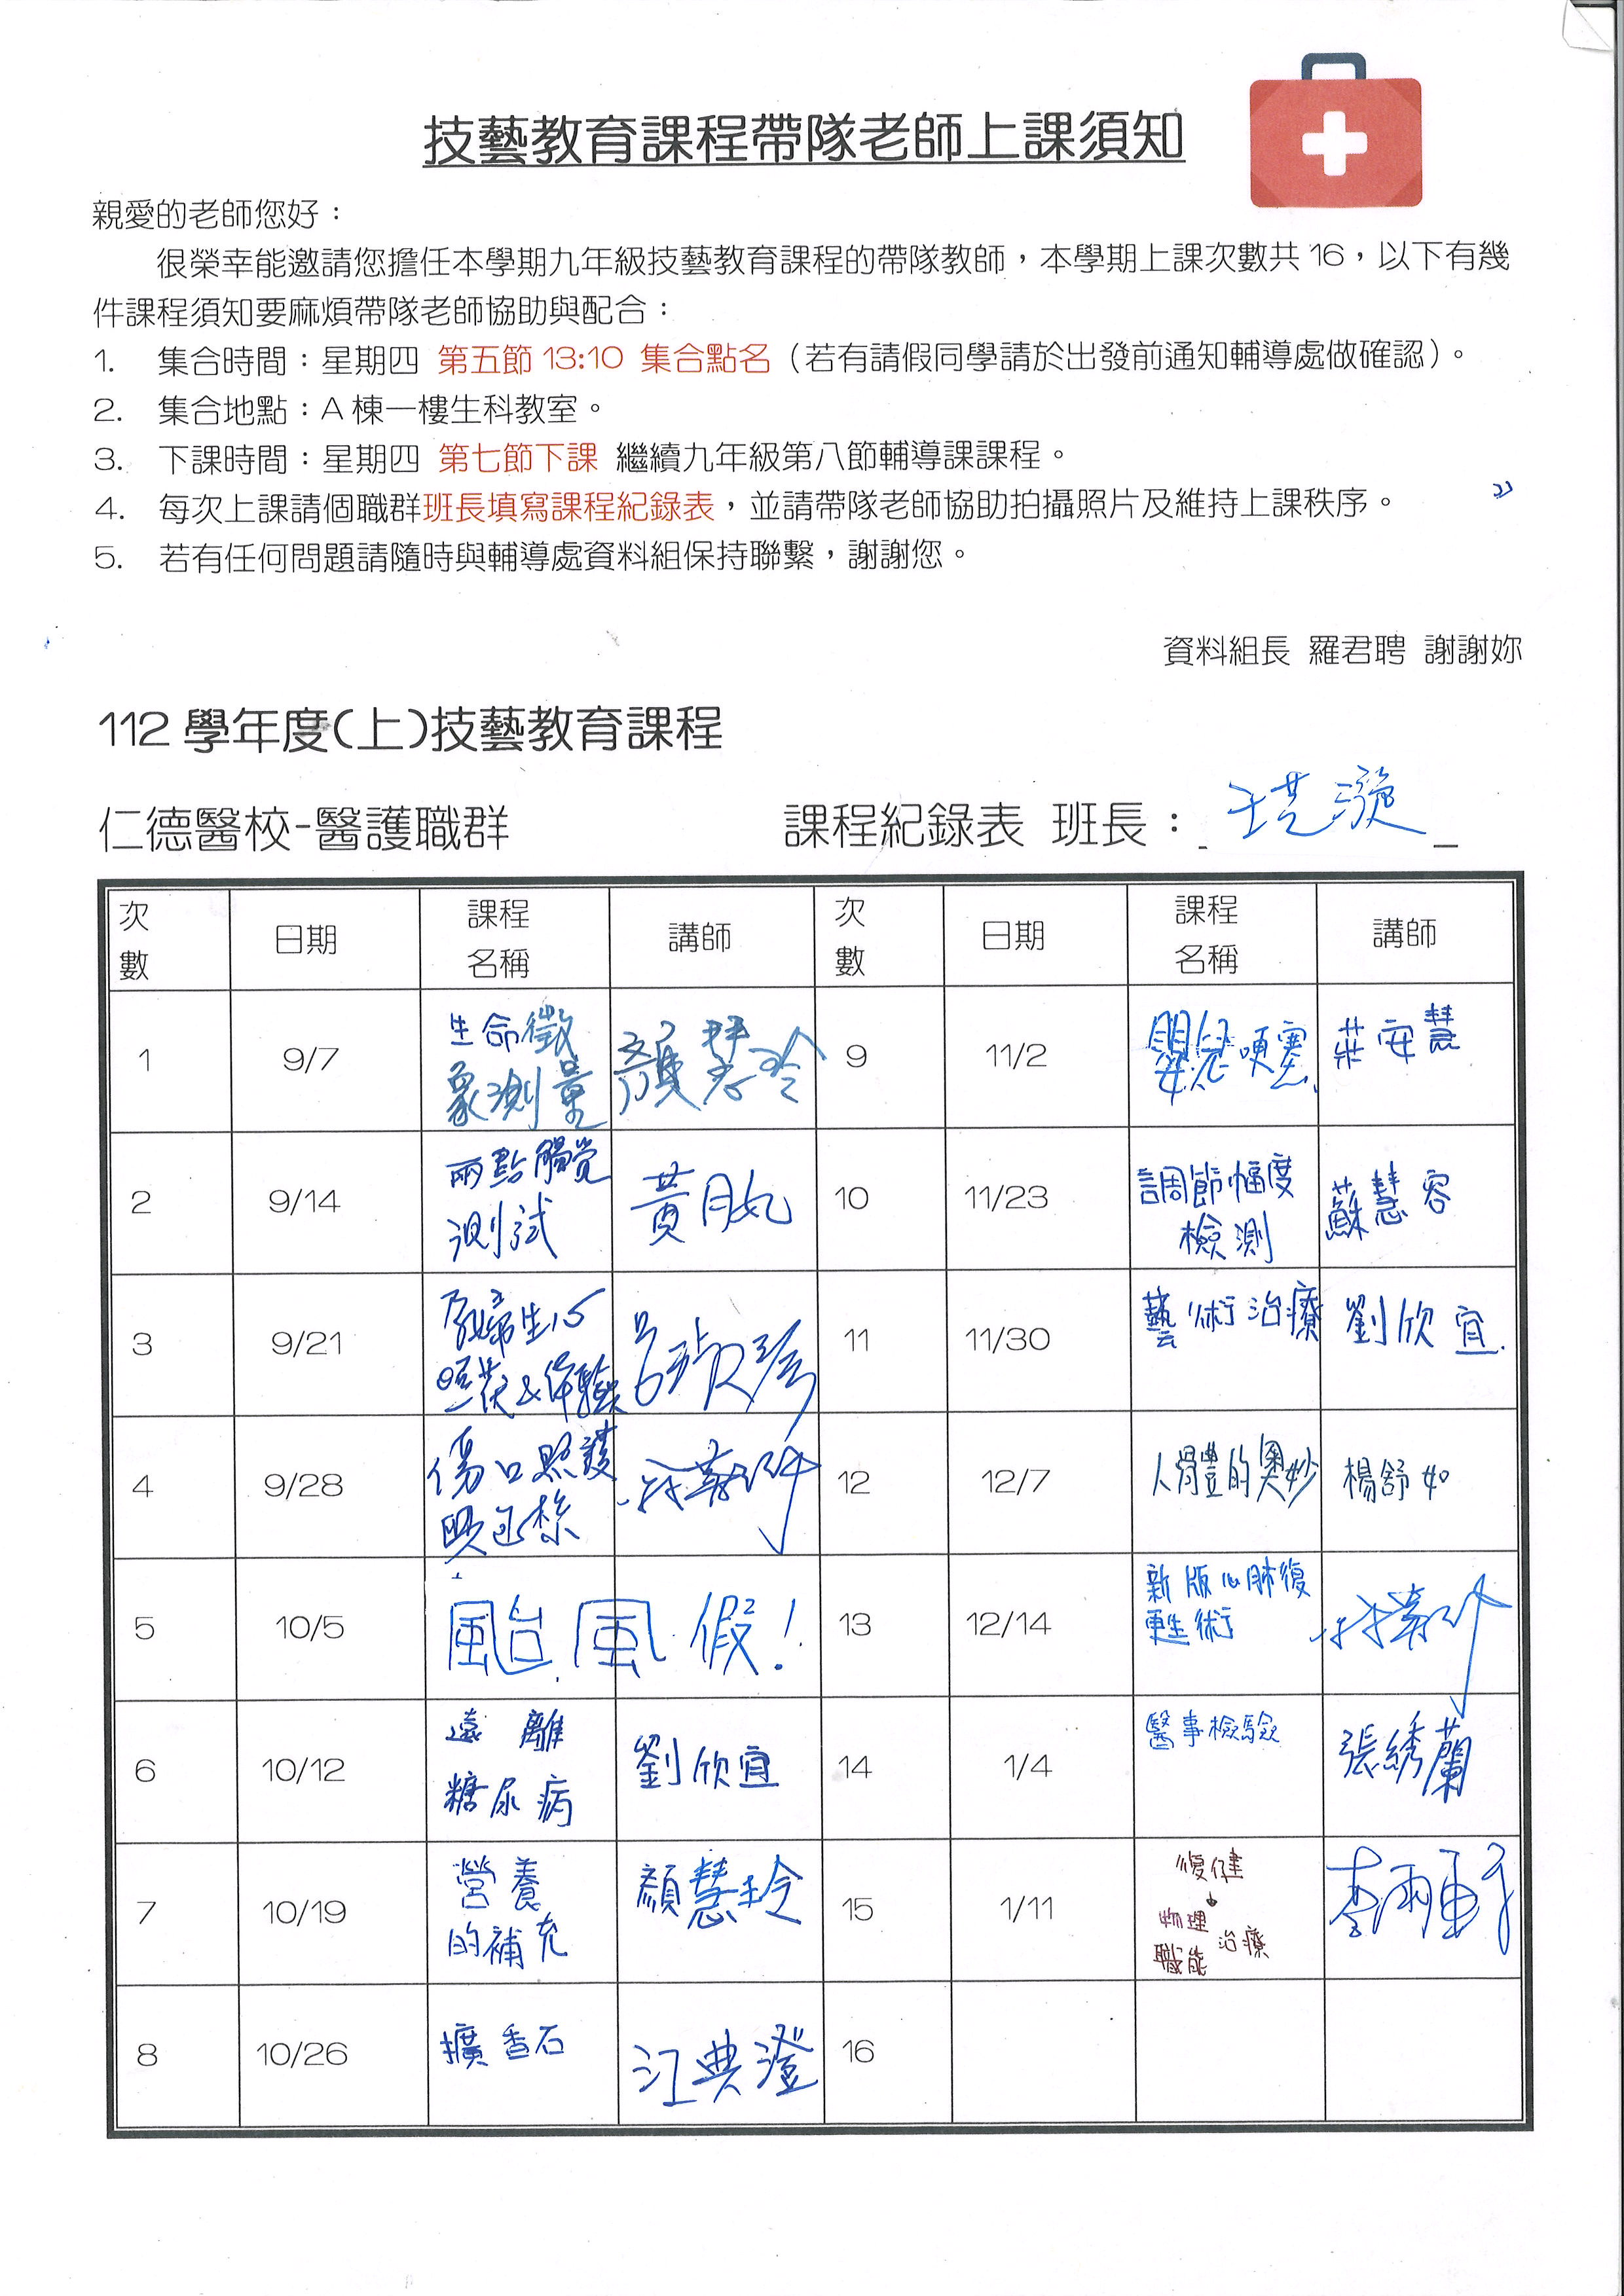 技藝教育課程帶隊老師上課須知
親愛的老師您好：
很榮幸能邀請您擔任本學期九年級技藝教育課程的帶隊教師，本學期上課次數共16，以下有幾
件課程須知要麻煩帶隊老師協助與配合：
1. 集合時間：星期四 第五節 13:10 集合點名（若有請假同學請於出發前通知輔導處做確認）。
2. 集合地點：A棟一樓生科教室。
3. 下課時間：星期四 第七節下課 繼續九年級第八節輔導課課程。
4. 每次上課請個職群班長填寫課程紀錄表，並請帶隊老師協助拍攝照片及維持上課秩序。
5. 若有任何問題請隨時與輔導處資料組保持聯繫，謝謝您。
資料組長 羅君聘 謝謝妳
112學年度(上)技藝教育課程
仁德醫校-醫護職群 課程紀錄表 班長：
次數 日期 課程名稱 講師 次數 日期 課程名稱 講師
1 9/7 生命徵象測量 顏慧玲 9 11/2 嬰兒哽塞 莊安慧
2 9/14 兩點觸覺測試 黃 10 11/23 調節幅度檢測 蘇慧容
3 9/21 孕婦生心 & 体驗 呂 11 11/30 藝術治療 劉欣宜
4 9/28 傷口照護與包紮 12 12/7 人體的奧妙 楊舒如
5 10/5 颱風假! 13 12/14 新版心肺復甦術
6 10/12 遠離糖尿病 劉欣宜 14 1/4 醫事檢驗 張綉蘭
7 10/19 營養的補充 顏慧玲 15 1/11 復健 物理 職能 治療 李
8 10/26 擴香石 江典澄 16